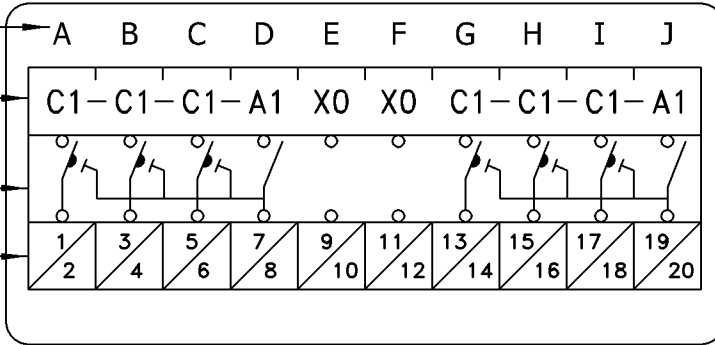 A B C D E F G H I J
C1-C1-C1-A1 X0 X0 C1-C1-C1-A1
1 3 5 7 9 11 13 15 17 19
2 4 6 8 10 12 14 16 18 20